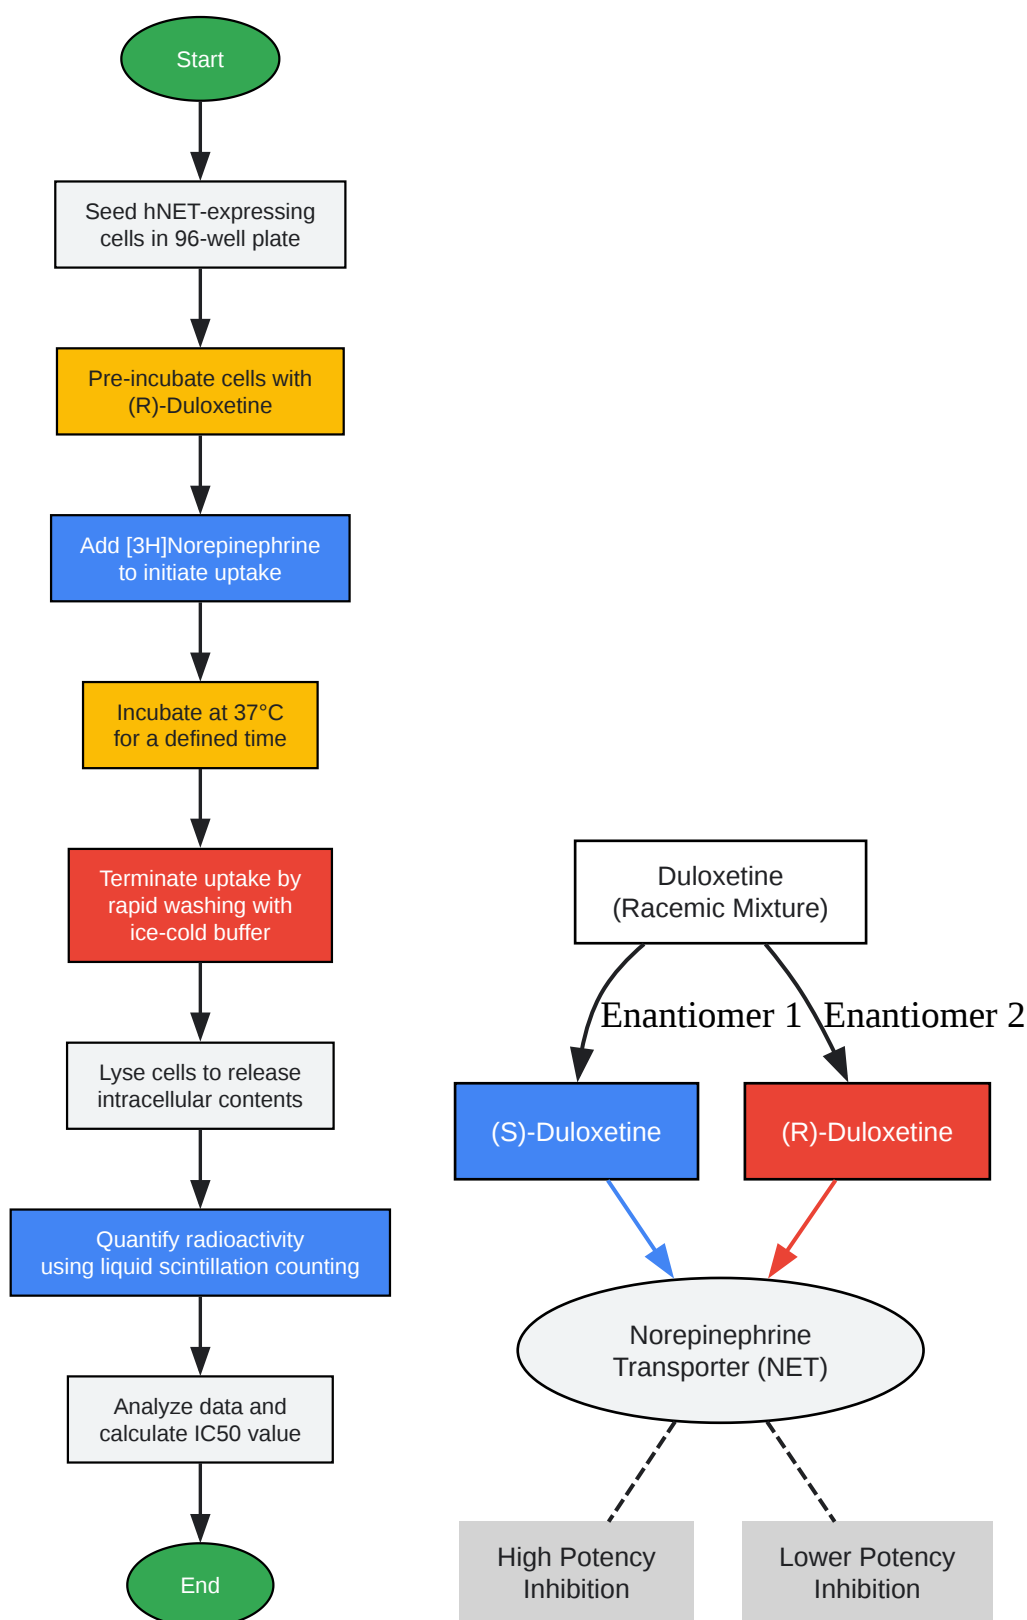 Start
Seed hNET-expressing
cells in 96-well plate
Pre-incubate cells with
(R)-Duloxetine
Add [3H]Norepinephrine
to initiate uptake
Incubate at 37°C
for a defined time
Terminate uptake by
rapid washing with
ice-cold buffer
Lyse cells to release
intracellular contents
Quantify radioactivity
using liquid scintillation counting
Analyze data and
calculate IC50 value
End
Duloxetine
(Racemic Mixture)
Enantiomer 1
Enantiomer 2
(S)-Duloxetine
(R)-Duloxetine
Norepinephrine
Transporter (NET)
High Potency
Inhibition
Lower Potency
Inhibition